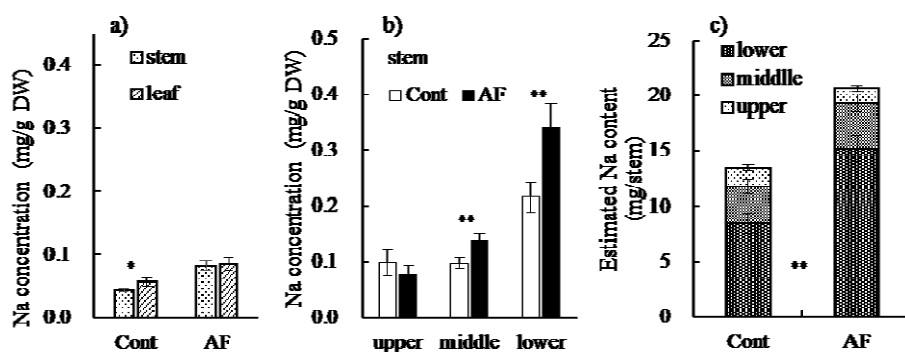 a)
Na concentration (mg/g DW)
0.4
0.3
0.2
0.1
0.0
stem
leaf
*
Cont AF
b)
Na concentration (mg/g DW)
0.5
0.4
0.3
0.2
0.1
0.0
stem
Cont AF
**
**
upper middle lower
c)
Estimated Na content
(mg/stem)
25
20
15
10
5
0
lower
middlle
upper
**
Cont AF